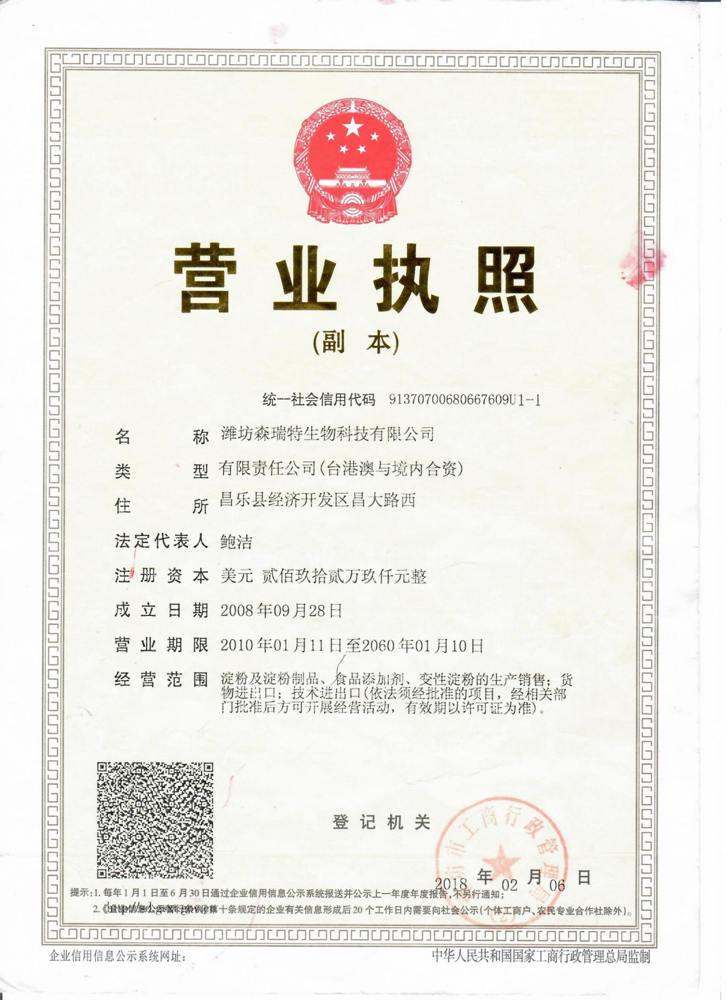 营业执照
(副 本)
统一社会信用代码 91370700680667609U1-1
名称 潍坊森瑞特生物科技有限公司
类型 有限责任公司(台港澳与境内合资)
住所 昌乐县经济开发区昌大路西
法定代表人 鲍洁
注册资本 美元 贰佰玖拾贰万玖仟元整
成立日期 2008年09月28日
营业期限 2010年01月11日至2060年01月10日
经营范围 淀粉及淀粉制品、食品添加剂、变性淀粉的生产销售；货
物进出口；技术进出口(依法须经批准的项目，经相关部
门批准后方可开展经营活动，有效期以许可证为准)。
登记机关
坊市工商行政管理局
(2)
2018年02月06日
提示:1.每年1月1日至6月30日通过企业信用信息公示系统报送并公示上一年度年度报告,不另行通知；
2.《企业信息公示暂行条例》第十条规定的企业有关信息形成后20个工作日内需要向社会公示(个体工商户、农民专业合作社除外)。
企业信用信息公示系统网址：
中华人民共和国国家工商行政管理总局监制